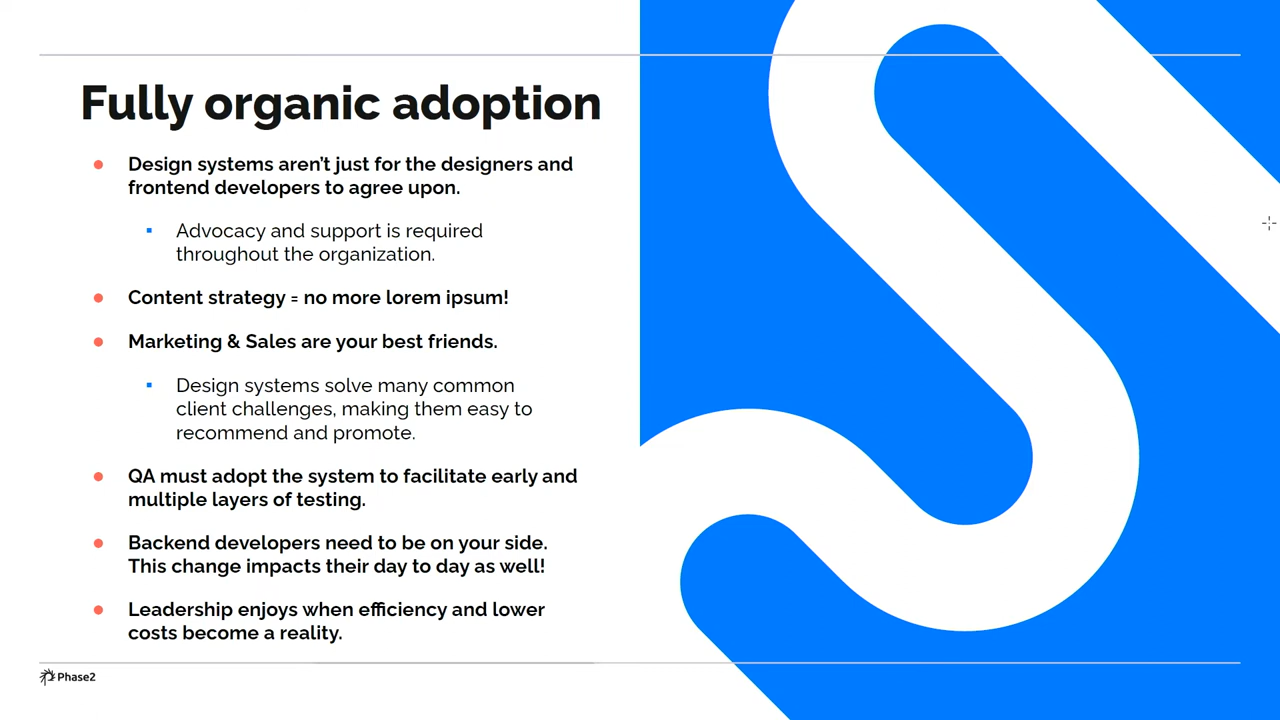 Fully organic adoption
Design systems aren’t just for the designers and
frontend developers to agree upon.
Advocacy and support is required
throughout the organization.
Content strategy = no more lorem ipsum!
Marketing & Sales are your best friends.
Design systems solve many common
client challenges, making them easy to
recommend and promote.
QA must adopt the system to facilitate early and
multiple layers of testing.
Backend developers need to be on your side.
This change impacts their day to day as well!
Leadership enjoys when efficiency and lower
costs become a reality.
Phase2